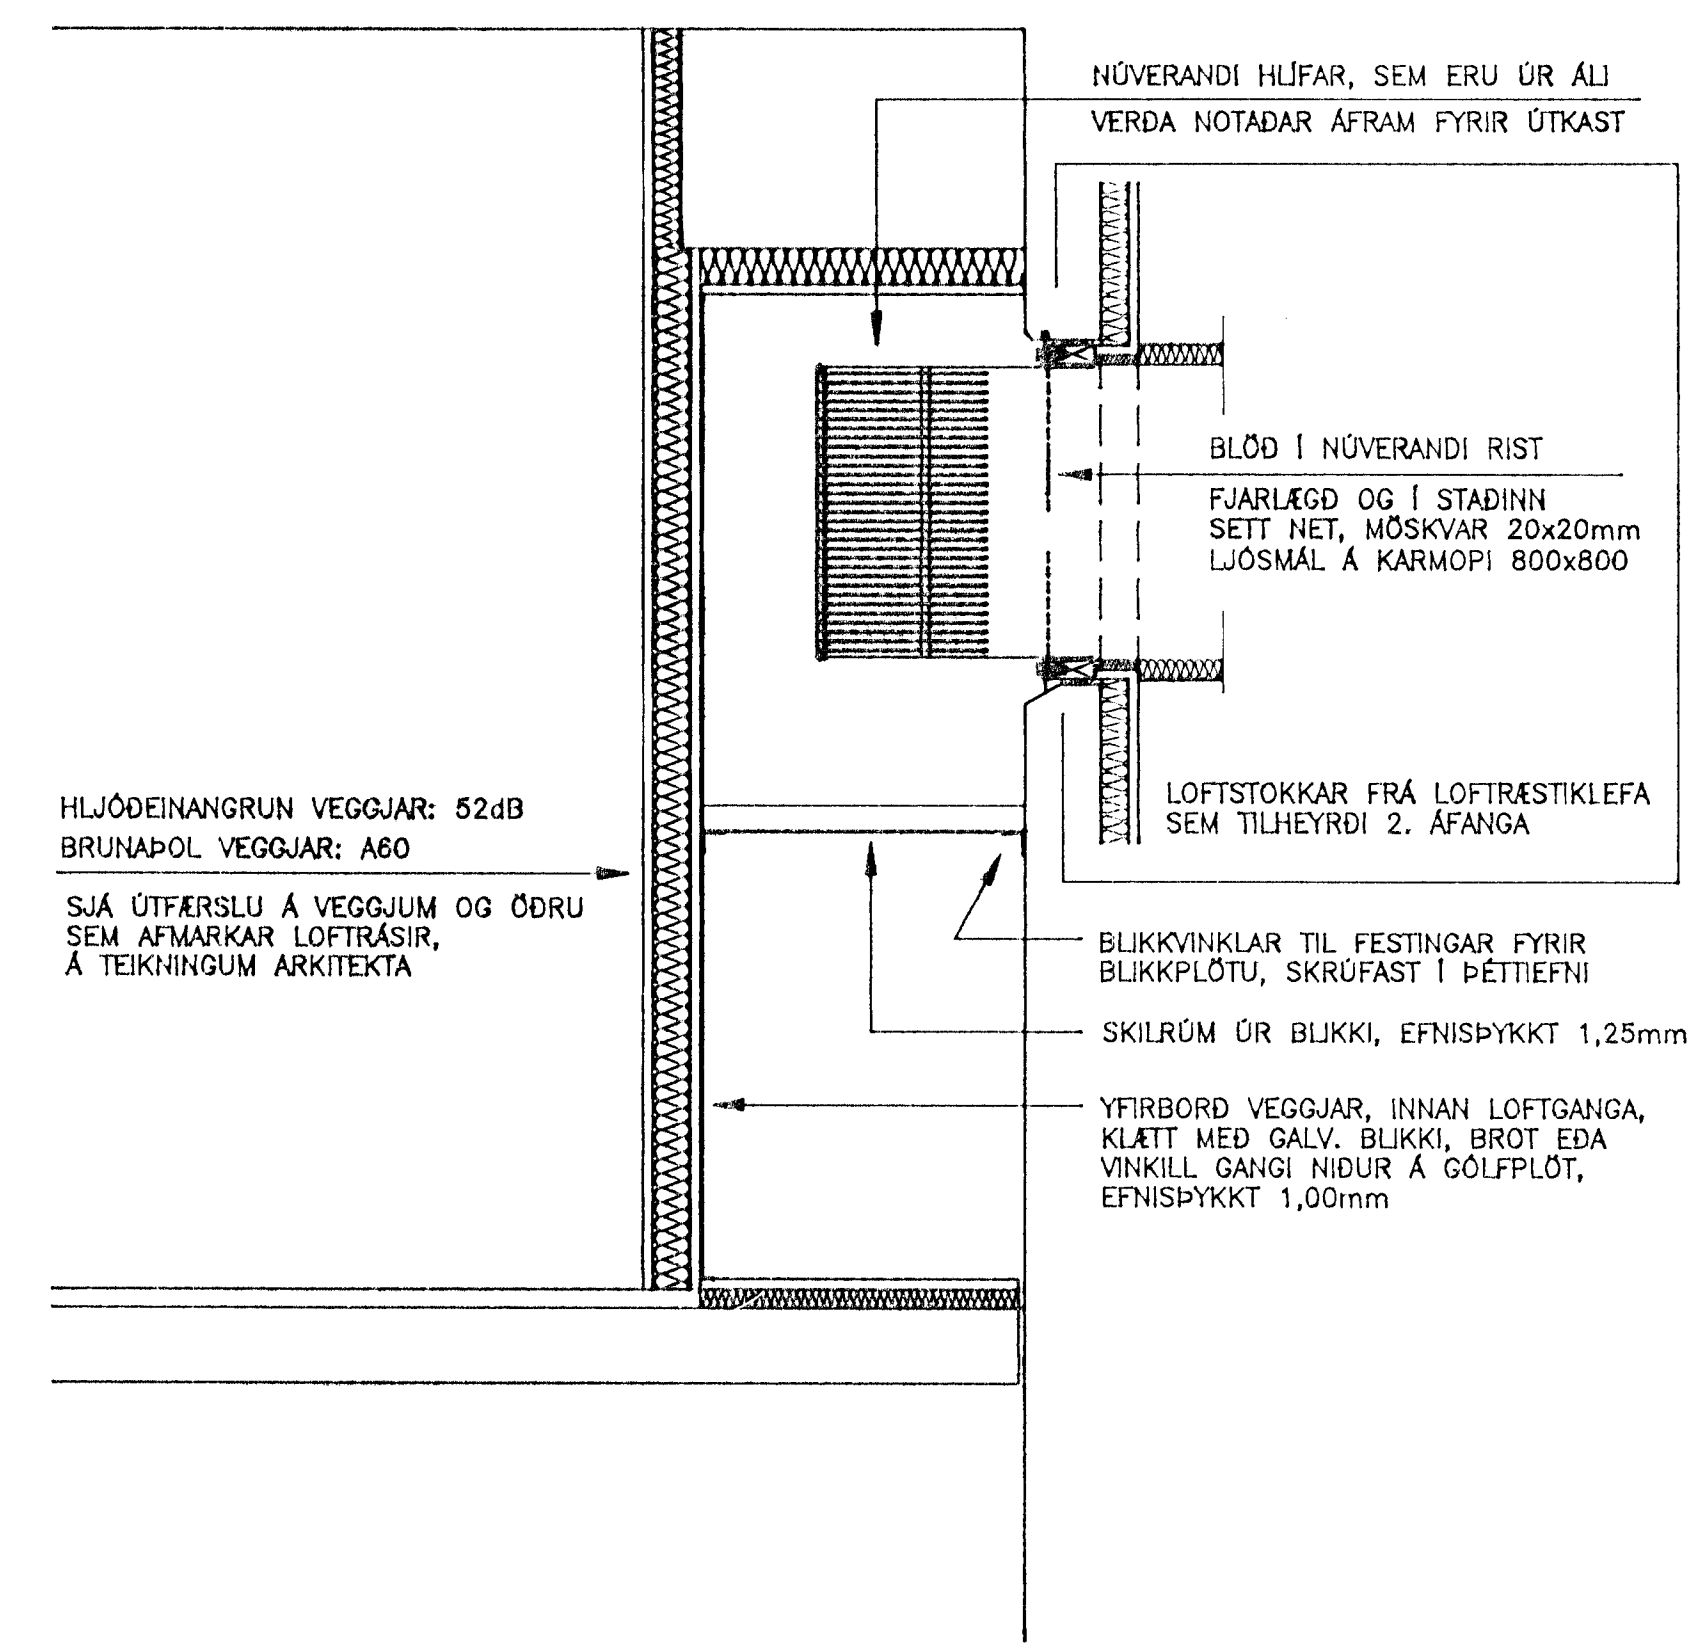 NÚVERANDI HLÍFAR, SEM ERU ÚR ÁLI
VERÐA NOTAÐAR ÁFRAM FYRIR ÚTKAST
BLÖÐ Í NÚVERANDI RIST
FJARLÆGÐ OG Í STAÐINN
SETT NET, MÖSKVAR 20x20mm
LJÓSMÁL Á KARMOPI 800x800
LOFTSTOKKAR FRÁ LOFTRÆSTIKLEFA
SEM TILHEYRÐI 2. ÁFANGA
HLJÓÐEINANGRUN VEGGJAR: 52dB
BRUNAÞOL VEGGJAR: A60
SJÁ ÚTFÆRSLU Á VEGGJUM OG ÖÐRU
SEM AFMARKAR LOFTRÁSIR,
Á TEIKNINGUM ARKITEKTA
BLIKKVINKLAR TIL FESTINGAR FYRIR
BLIKKPLÖTU, SKRÚFAST Í ÞÉTTIEFNI
SKILRÚM ÚR BLIKKI, EFNISÞYKKT 1,25mm
YFIRBORÐ VEGGJAR, INNAN LOFTGANGA,
KLÆTT MEÐ GALV. BLIKKI, BROT EÐA
VINKILL GANGI NIÐUR Á GÓLFPLÖT,
EFNISÞYKKT 1,00mm